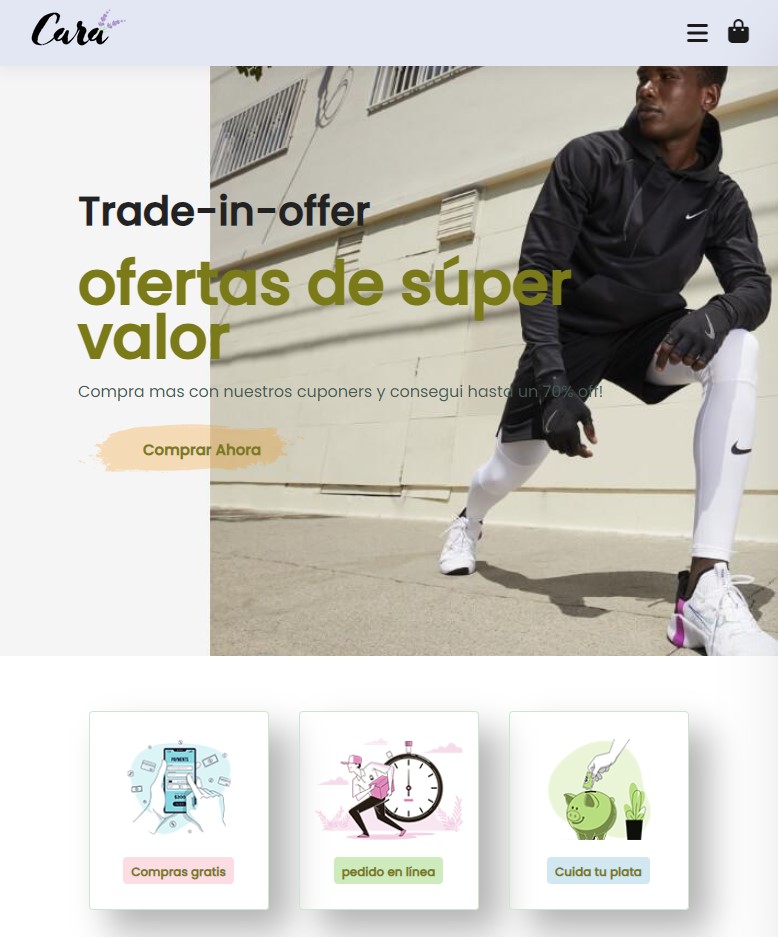 Cara
Trade-in-offer
ofertas de súper
valor
Compra mas con nuestros cuponers y consegui hasta un 70% off!
Comprar Ahora
PAYMENTS
$300
Compras gratis
pedido en línea
Cuida tu plata